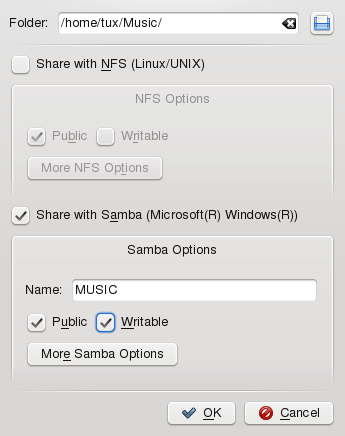 Folder: /home/tux/Music/
Share with NFS (Linux/UNIX)
NFS Options
Public Writable
More NFS Options
Share with Samba (Microsoft(R) Windows(R))
Samba Options
Name: MUSIC
Public Writable
More Samba Options
OK Cancel